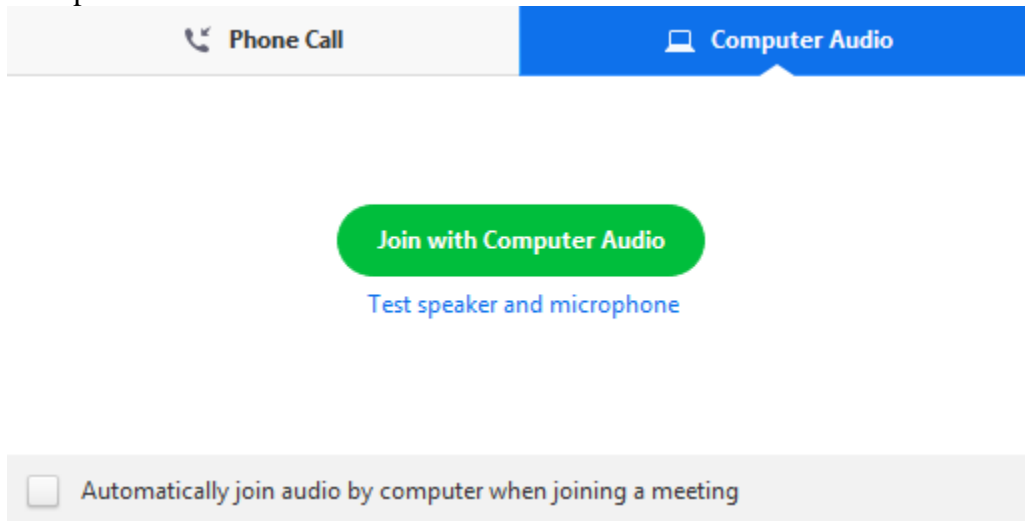 Phone Call
Computer Audio
Join with Computer Audio
Test speaker and microphone
Automatically join audio by computer when joining a meeting